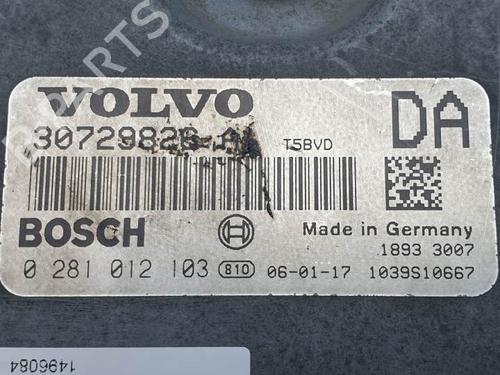 VOLVO
DA
T5BVD
BOSCH
Made in Germany
1893 3007
0 281 012 103 810 06-01-17 1039S10667
1496084